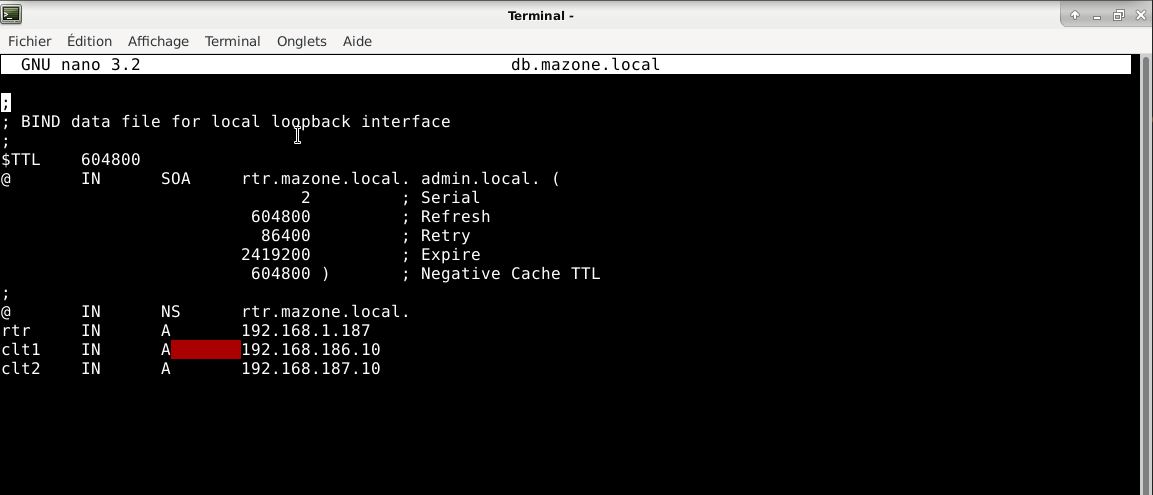 Terminal -
Fichier Édition Affichage Terminal Onglets Aide
GNU nano 3.2 db.mazone.local
;
; BIND data file for local loopback interface
;
$TTL 604800
@ IN SOA rtr.mazone.local. admin.local. (
2 ; Serial
604800 ; Refresh
86400 ; Retry
2419200 ; Expire
604800 ) ; Negative Cache TTL
;
@ IN NS rtr.mazone.local.
rtr IN A 192.168.1.187
clt1 IN A 192.168.186.10
clt2 IN A 192.168.187.10